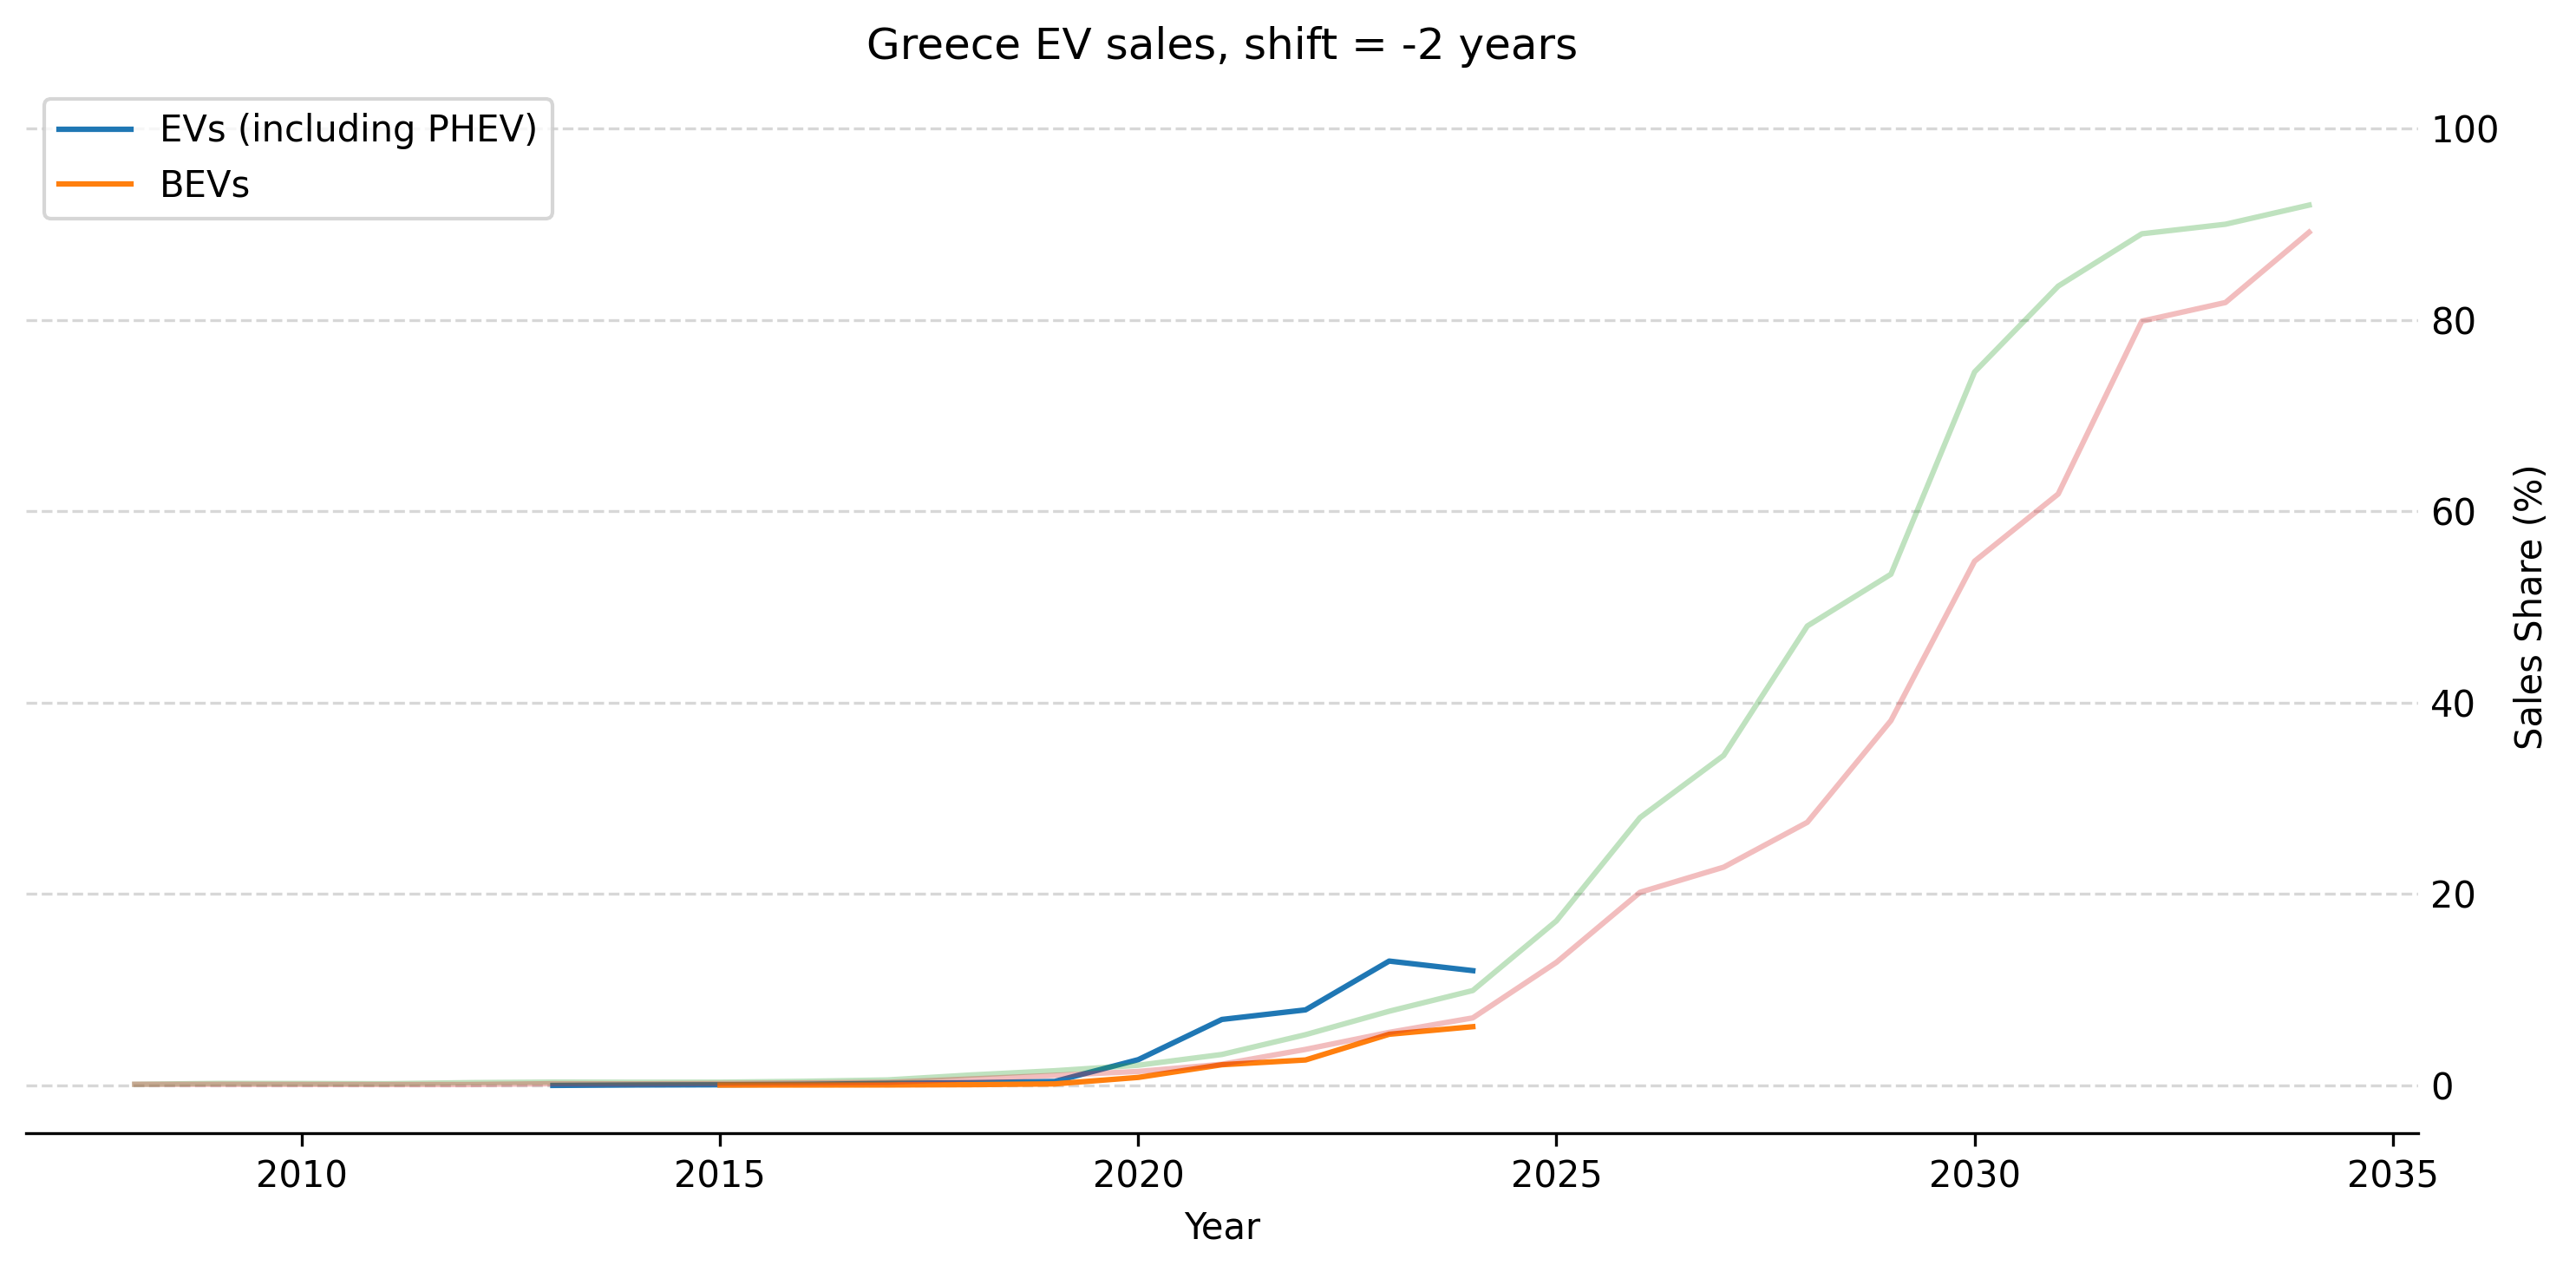 Greece EV sales, shift = -2 years
EVs (including PHEV)
BEVs
100
80
60
40
20
0
Sales Share (%)
2010 2015 2020 2025 2030 2035
Year